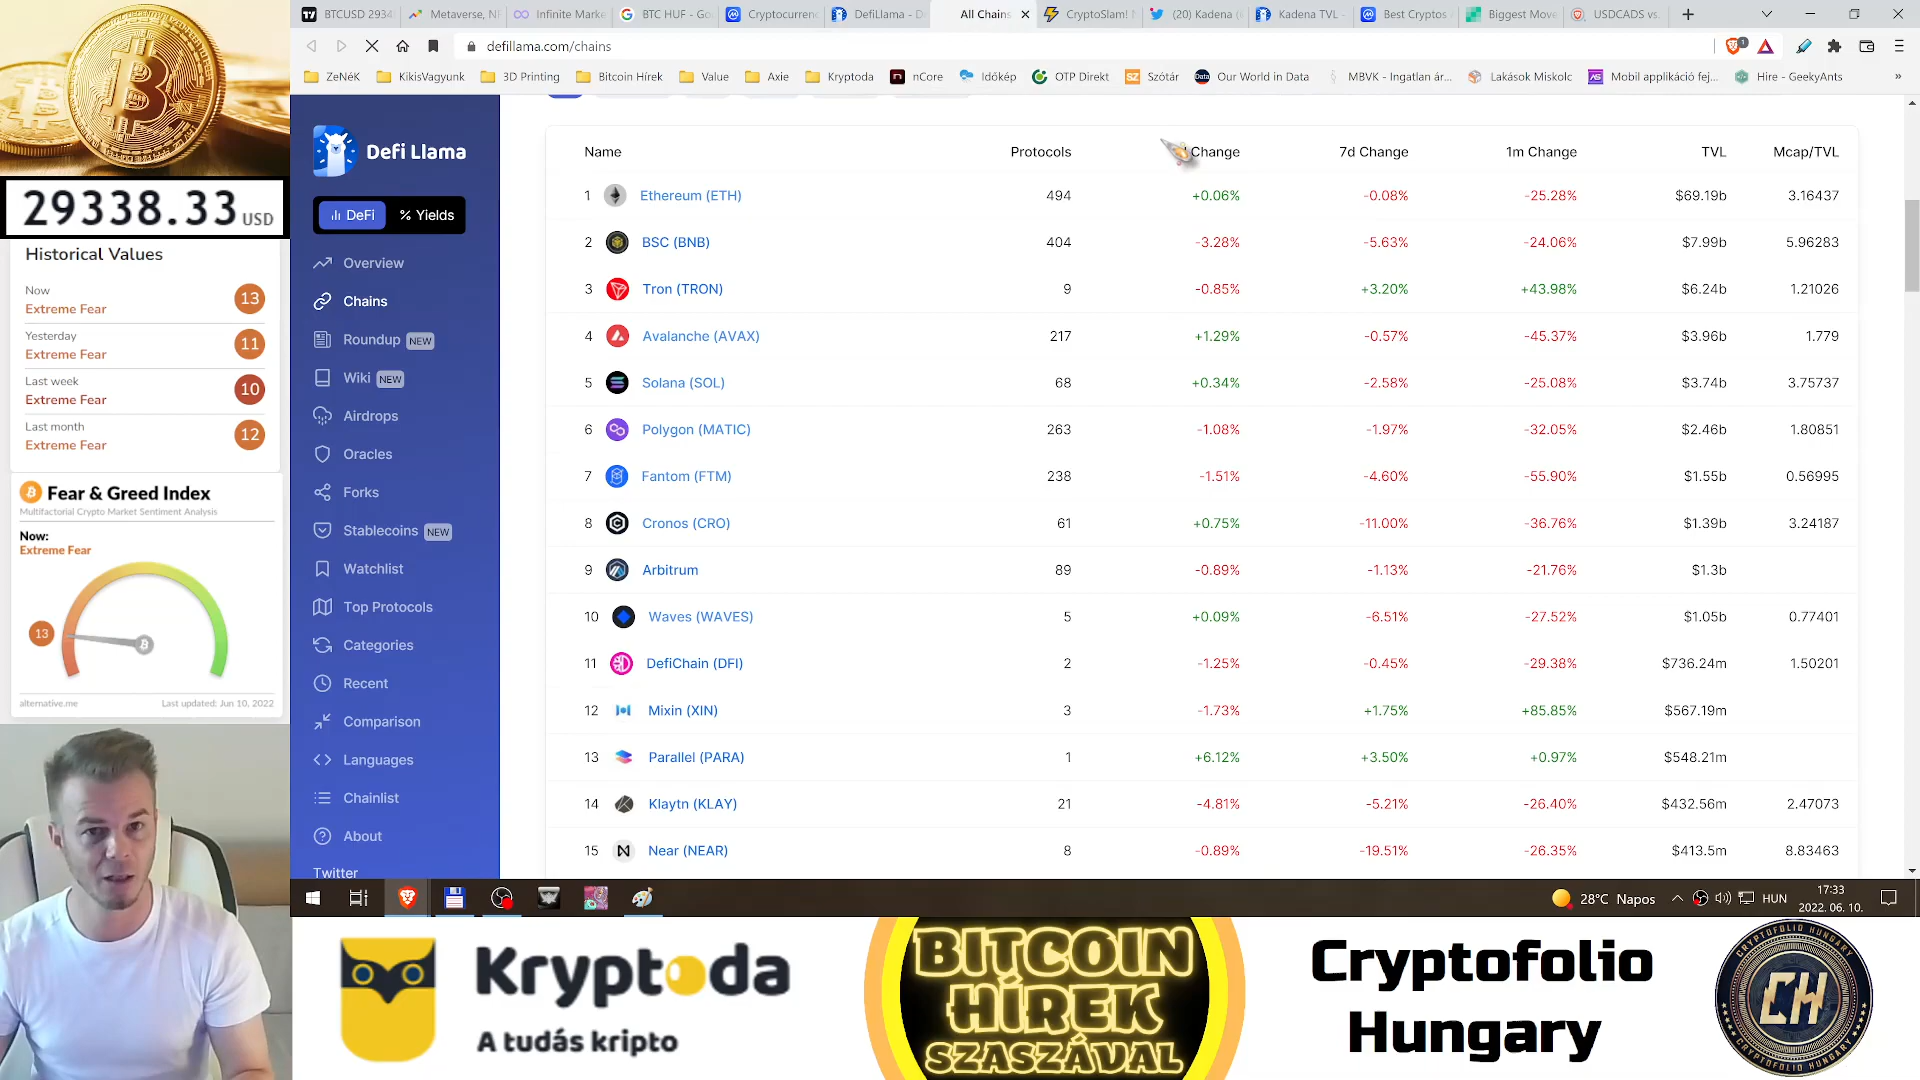 BTCUSD 2934
Metaverse, NF
Infinite Marke
BTC HUF - Go
Cryptocurrenc
DefiLlama - D
All Chains
CryptoSlam! N
(20) Kadena (
Kadena TVL -
Best Cryptos
Biggest Move
USDCADS vs.
defillama.com/chains
ZeNéK
KikisVagyunk
3D Printing
Bitcoin Hírek
Value
Axie
Kryptoda
nCore
Időkép
OTP Direkt
Szótár
Our World in Data
MBVK - Ingatlan ár...
Lakások Miskolc
Mobil applikáció fej...
Hire - GeekyAnts
29338.33 USD
Historical Values
Now
Extreme Fear
13
Yesterday
Extreme Fear
11
Last week
Extreme Fear
10
Last month
Extreme Fear
12
Fear & Greed Index
Multifactorial Crypto Market Sentiment Analysis
Now:
Extreme Fear
13
alternative.me
Last updated: Jun 10, 2022
Defi Llama
DeFi
% Yields
Overview
Chains
Roundup NEW
Wiki NEW
Airdrops
Oracles
Forks
Stablecoins NEW
Watchlist
Top Protocols
Categories
Recent
Comparison
Languages
Chainlist
About
Twitter
Name Protocols Change 7d Change 1m Change TVL Mcap/TVL
1 Ethereum (ETH) 494 +0.06% -0.08% -25.28% $69.19b 3.16437
2 BSC (BNB) 404 -3.28% -5.63% -24.06% $7.99b 5.96283
3 Tron (TRON) 9 -0.85% +3.20% +43.98% $6.24b 1.21026
4 Avalanche (AVAX) 217 +1.29% -0.57% -45.37% $3.96b 1.779
5 Solana (SOL) 68 +0.34% -2.58% -25.08% $3.74b 3.75737
6 Polygon (MATIC) 263 -1.08% -1.97% -32.05% $2.46b 1.80851
7 Fantom (FTM) 238 -1.51% -4.60% -55.90% $1.55b 0.56995
8 Cronos (CRO) 61 +0.75% -11.00% -36.76% $1.39b 3.24187
9 Arbitrum 89 -0.89% -1.13% -21.76% $1.3b
10 Waves (WAVES) 5 +0.09% -6.51% -27.52% $1.05b 0.77401
11 DefiChain (DFI) 2 -1.25% -0.45% -29.38% $736.24m 1.50201
12 Mixin (XIN) 3 -1.73% +1.75% +85.85% $567.19m
13 Parallel (PARA) 1 +6.12% +3.50% +0.97% $548.21m
14 Klaytn (KLAY) 21 -4.81% -5.21% -26.40% $432.56m 2.47073
15 Near (NEAR) 8 -0.89% -19.51% -26.35% $413.5m 8.83463
28°C Napos
HUN
17:33
2022. 06. 10.
Kryptoda
A tudás kripto
BITCOIN
HÍREK
SZASZÁVAL
Cryptofolio
Hungary
CRYPTOFOLIO HUNGARY
CH
CRYPTOFOLIO HUNGARY